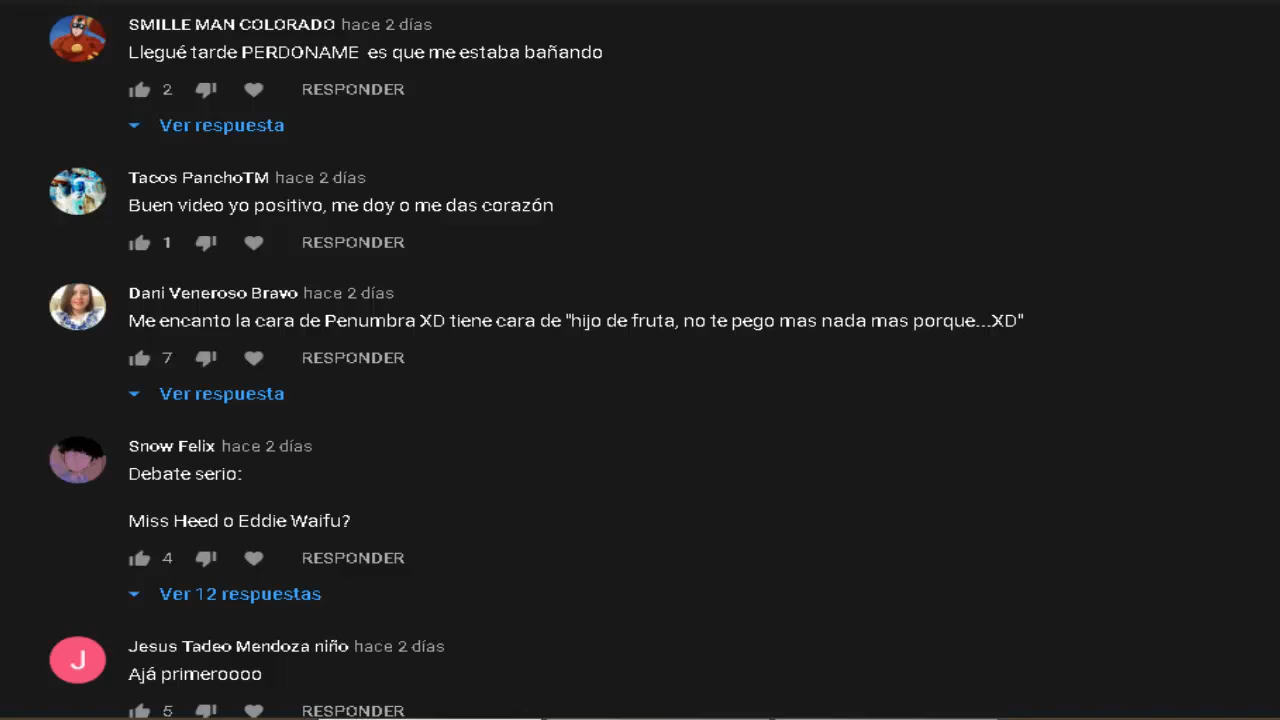 SMILLE MAN COLORADO hace 2 días
Llegué tarde PERDONAME es que me estaba bañando
2 RESPONDER
Ver respuesta
Tacos PanchoTM hace 2 días
Buen video yo positivo, me doy o me das corazón
1 RESPONDER
Dani Veneroso Bravo hace 2 días
Me encanto la cara de Penumbra XD tiene cara de "hijo de fruta, no te pego mas nada mas porque...XD"
7 RESPONDER
Ver respuesta
Snow Felix hace 2 días
Debate serio:
Miss Heed o Eddie Waifu?
4 RESPONDER
Ver 12 respuestas
J
Jesus Tadeo Mendoza niño hace 2 días
Ajá primeroooo
5 RESPONDER